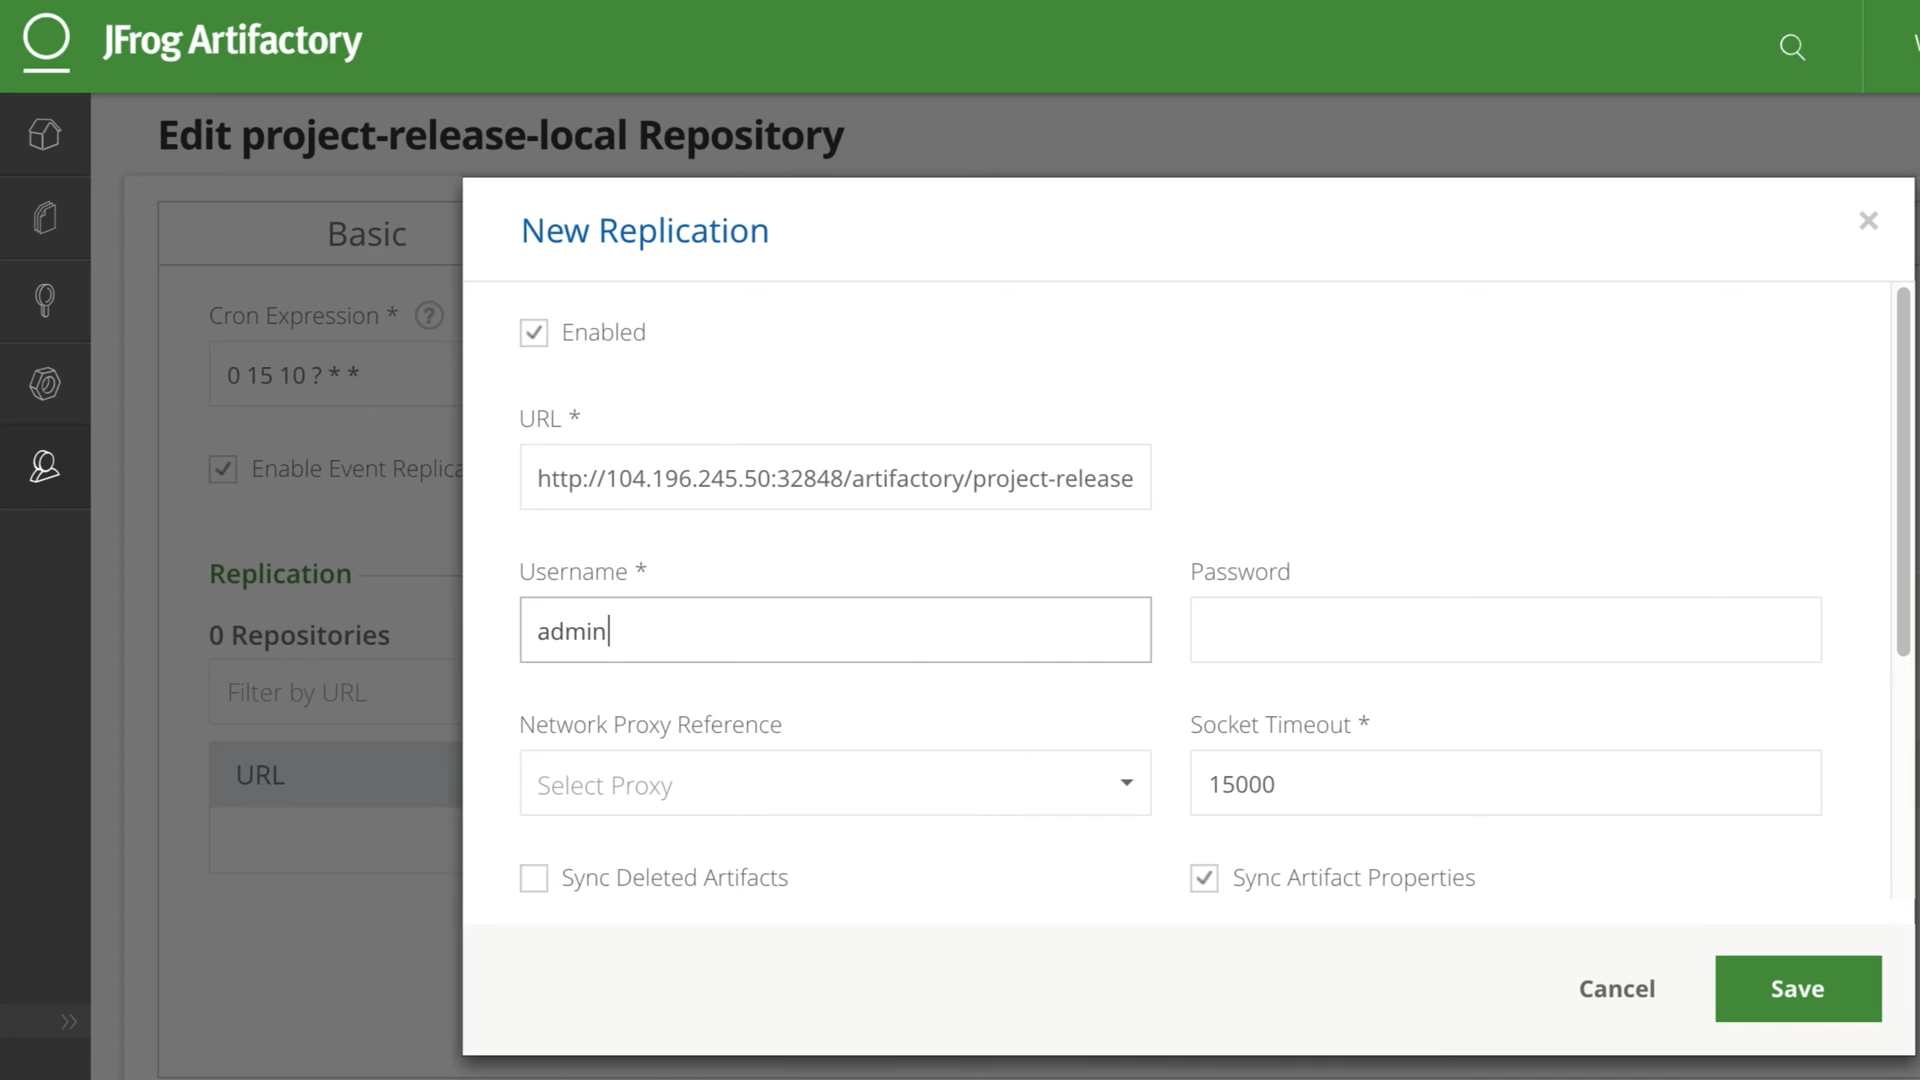 JFrog Artifactory
Edit project-release-local Repository
Basic
Cron Expression * ?
0 15 10 ? * *
Enable Event Replica
Replication
0 Repositories
Filter by URL
URL
New Replication
×
Enabled
URL *
http://104.196.245.50:32848/artifactory/project-release
Username *
Password
admin
Network Proxy Reference
Socket Timeout *
Select Proxy
15000
Sync Deleted Artifacts
Sync Artifact Properties
Cancel
Save